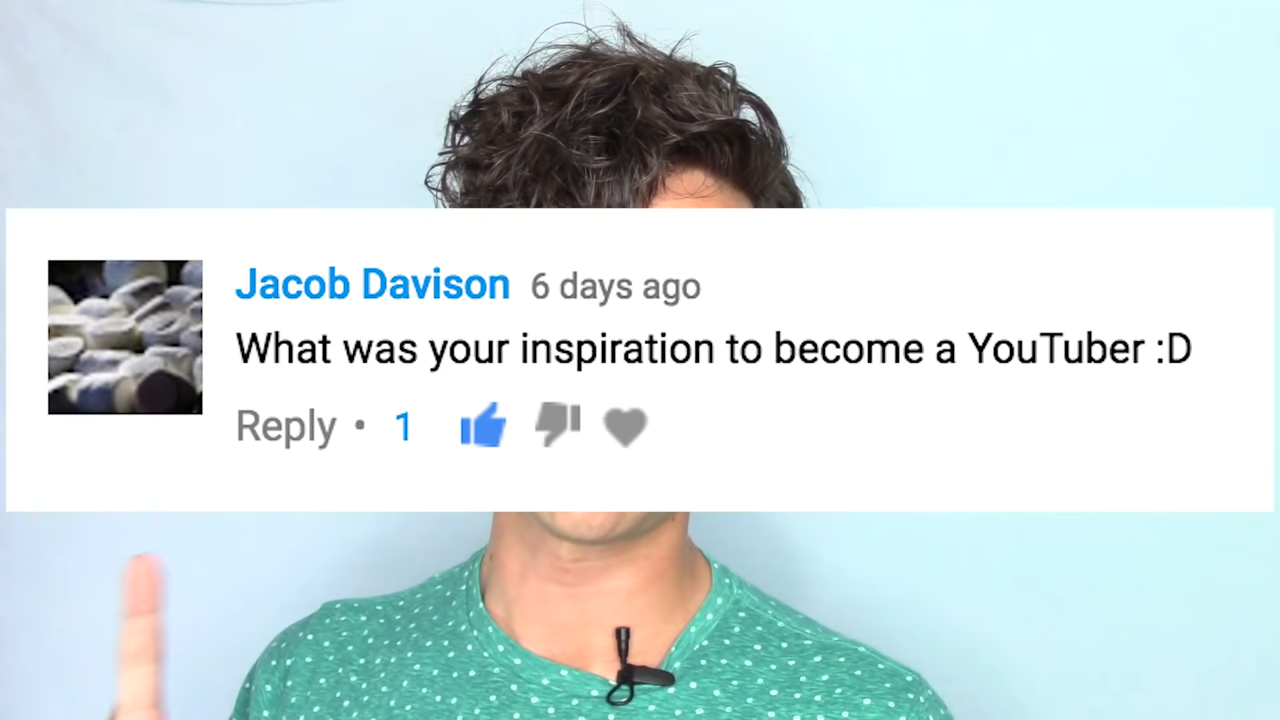 Jacob Davison 6 days ago
What was your inspiration to become a YouTuber :D
Reply • 1